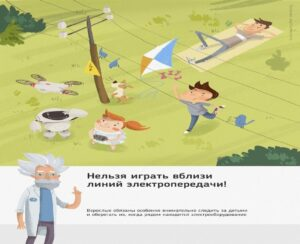 Нельзя играть вблизи
линий электропередачи!
Взрослые обязаны особенно внимательно следить за детьми
и оберегать их, когда рядом находится электрооборудование